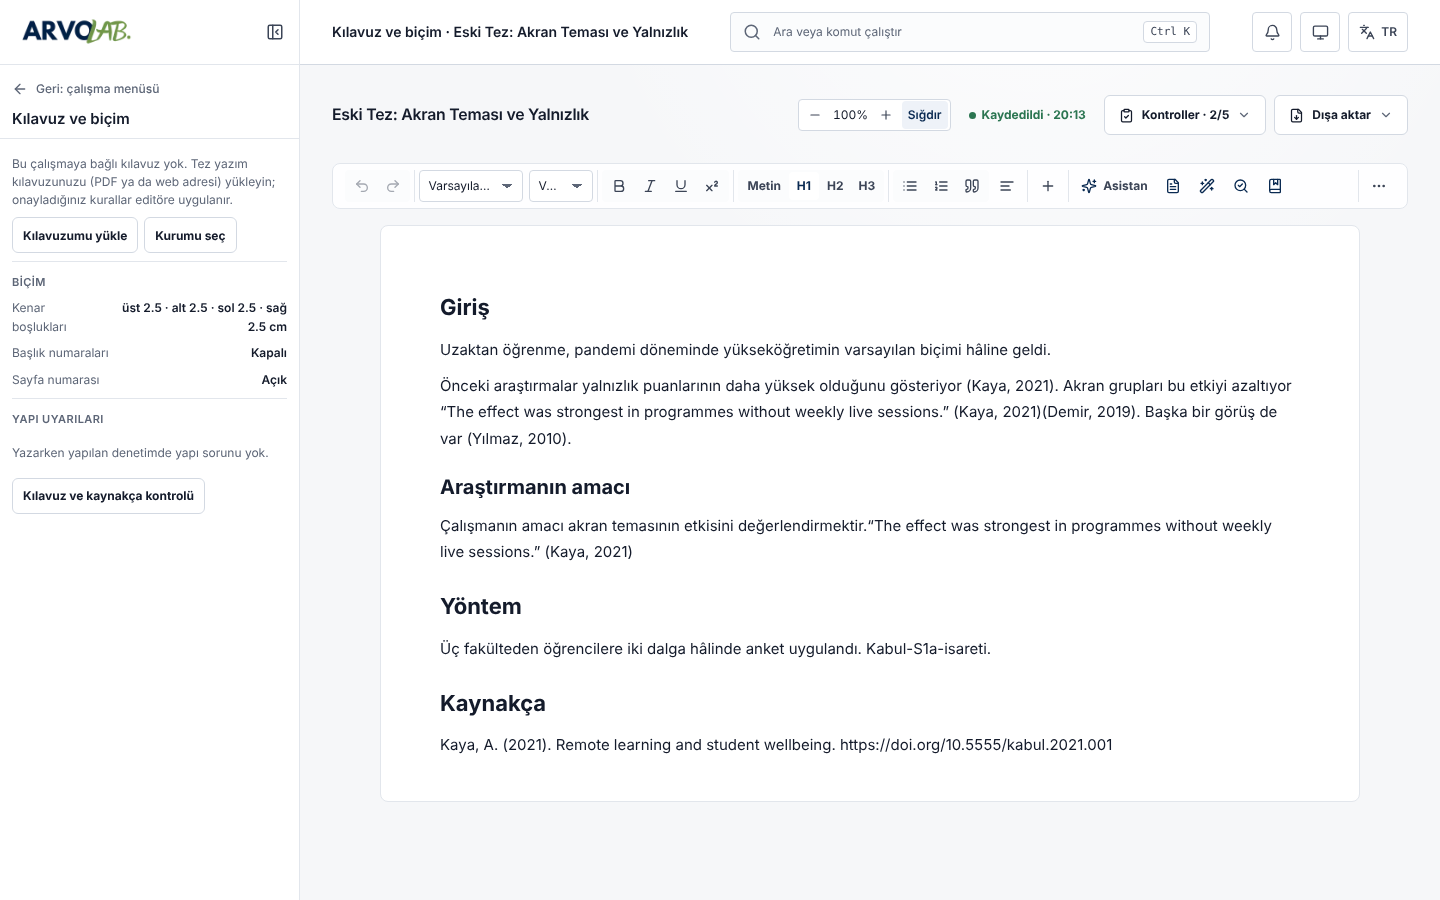 ARVOLAB.
Kılavuz ve biçim · Eski Tez: Akran Teması ve Yalnızlık
Ara veya komut çalıştır
Ctrl K
TR
Geri: çalışma menüsü
Kılavuz ve biçim
Bu çalışmaya bağlı kılavuz yok. Tez yazım
kılavuzunuzu (PDF ya da web adresi) yükleyin;
onayladığınız kurallar editöre uygulanır.
Kılavuzumu yükle
Kurumu seç
BİÇİM
Kenar boşlukları
üst 2.5 · alt 2.5 · sol 2.5 · sağ
2.5 cm
Başlık numaraları
Kapalı
Sayfa numarası
Açık
YAPI UYARILARI
Yazarken yapılan denetimde yapı sorunu yok.
Kılavuz ve kaynakça kontrolü
Eski Tez: Akran Teması ve Yalnızlık
100%
Sığdır
Kaydedildi · 20:13
Kontroller · 2/5
Dışa aktar
Varsayıla...
V...
B
I
U
x²
Metin
H1
H2
H3
Asistan
Giriş
Uzaktan öğrenme, pandemi döneminde yükseköğretimin varsayılan biçimi hâline geldi.
Önceki araştırmalar yalnızlık puanlarının daha yüksek olduğunu gösteriyor (Kaya, 2021). Akran grupları bu etkiyi azaltıyor
“The effect was strongest in programmes without weekly live sessions.” (Kaya, 2021)(Demir, 2019). Başka bir görüş de
var (Yılmaz, 2010).
Araştırmanın amacı
Çalışmanın amacı akran temasının etkisini değerlendirmektir.“The effect was strongest in programmes without weekly
live sessions.” (Kaya, 2021)
Yöntem
Üç fakülteden öğrencilere iki dalga hâlinde anket uygulandı. Kabul-S1a-isareti.
Kaynakça
Kaya, A. (2021). Remote learning and student wellbeing. https://doi.org/10.5555/kabul.2021.001